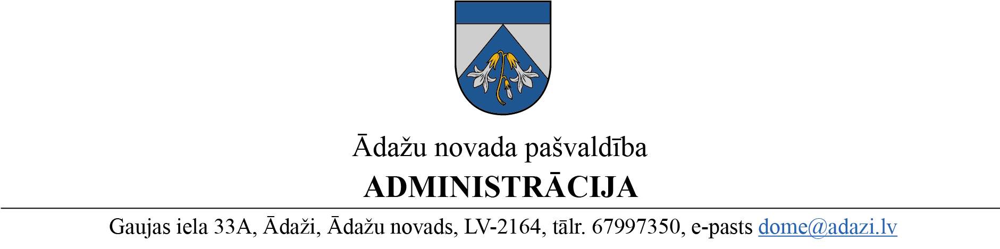 Ādažu novada pašvaldība
ADMINISTRĀCIJA
Gaujas iela 33A, Ādaži, Ādažu novads, LV-2164, tālr. 67997350, e-pasts dome@adazi.lv